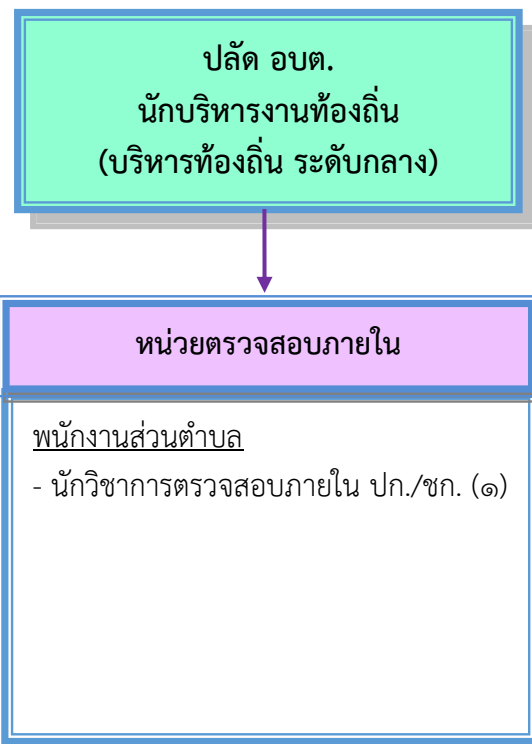 ปลัด อบต.
นักบริหารงานท้องถิ่น
(บริหารท้องถิ่น ระดับกลาง)
หน่วยตรวจสอบภายใน
พนักงานส่วนตำบล
- นักวิชาการตรวจสอบภายใน ปก./ชก. (๑)